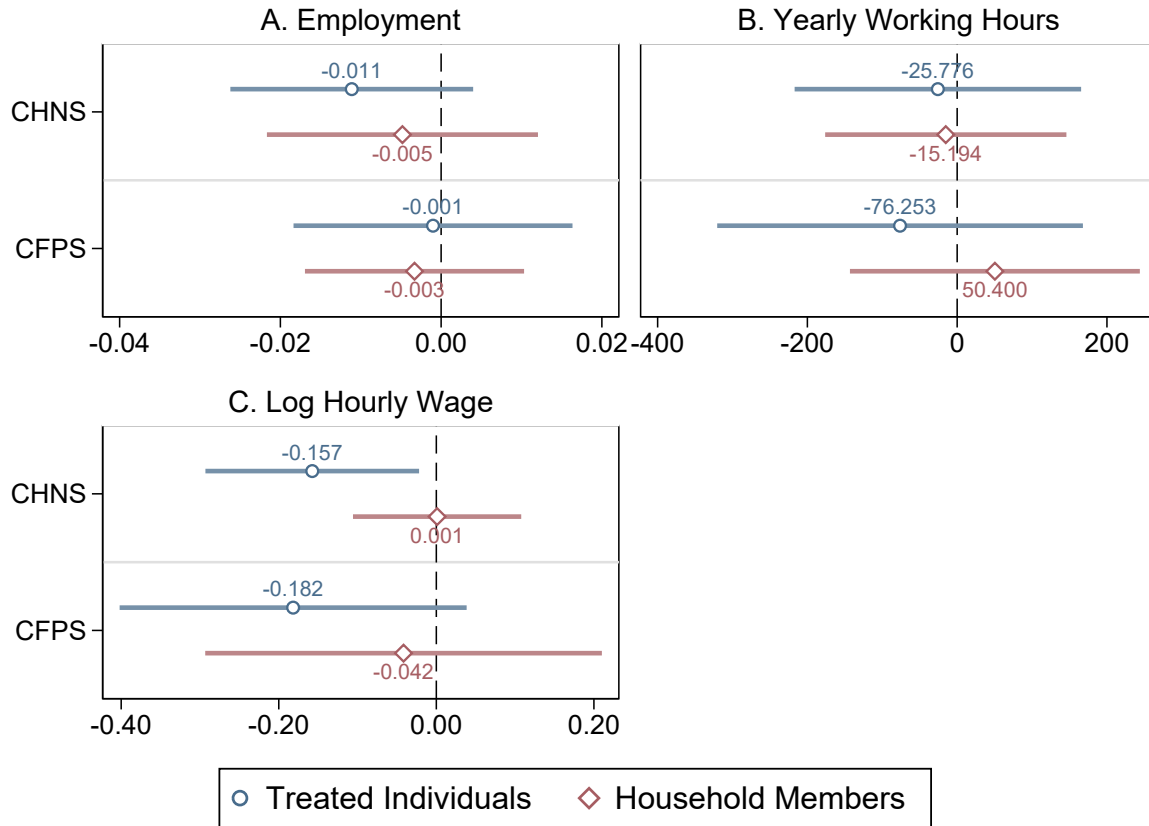 A. Employment
B. Yearly Working Hours
CHNS
-0.011
-0.005
-25.776
-15.194
CFPS
-0.001
-0.003
-76.253
50.400
-0.04 -0.02 0.00 0.02
-400 -200 0 200
C. Log Hourly Wage
CHNS
-0.157
0.001
CFPS
-0.182
-0.042
-0.40 -0.20 0.00 0.20
Treated Individuals Household Members